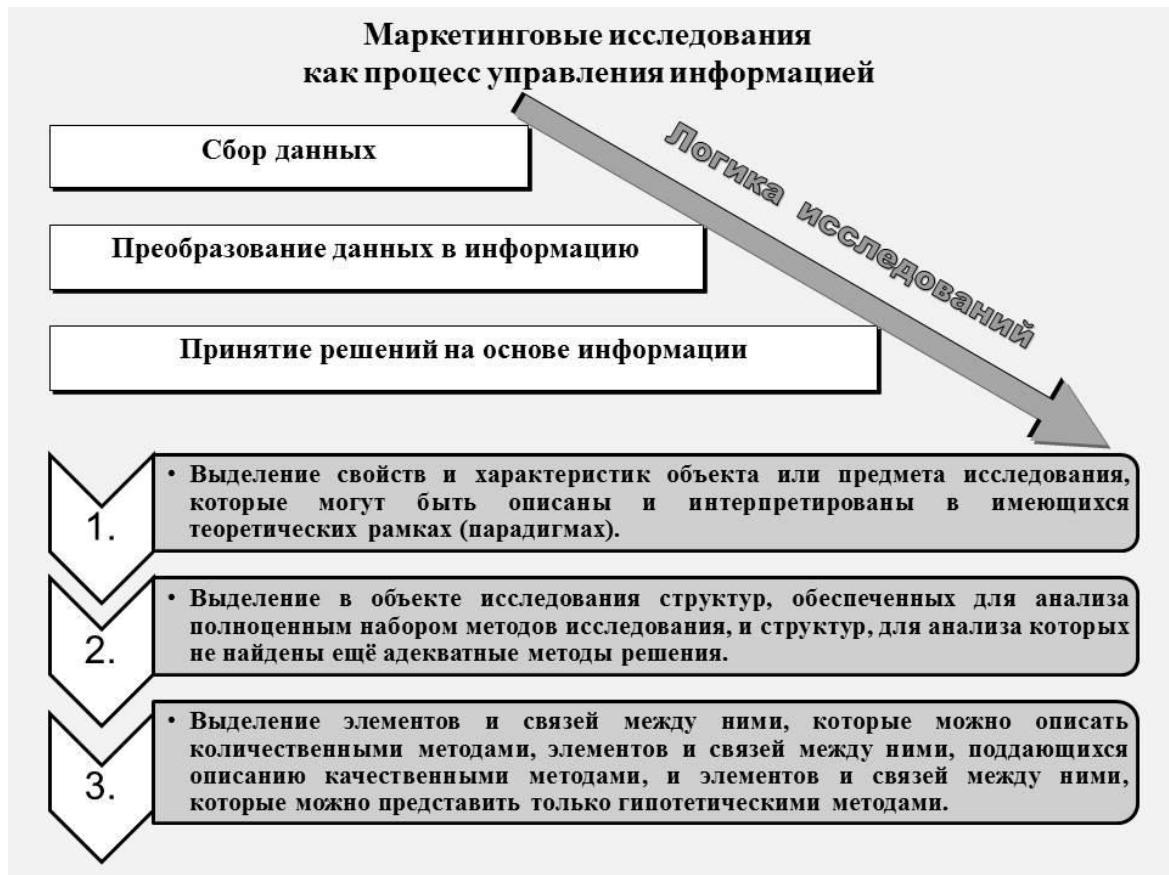 Маркетинговые исследования
как процесс управления информацией
Сбор данных
Логика исследований
Преобразование данных в информацию
Принятие решений на основе информации
1.
• Выделение свойств и характеристик объекта или предмета исследования,
которые могут быть описаны и интерпретированы в имеющихся
теоретических рамках (парадигмах).
2.
• Выделение в объекте исследования структур, обеспеченных для анализа
полноценным набором методов исследования, и структур, для анализа которых
не найдены ещё адекватные методы решения.
3.
• Выделение элементов и связей между ними, которые можно описать
количественными методами, элементов и связей между ними, поддающихся
описанию качественными методами, и элементов и связей между ними,
которые можно представить только гипотетическими методами.